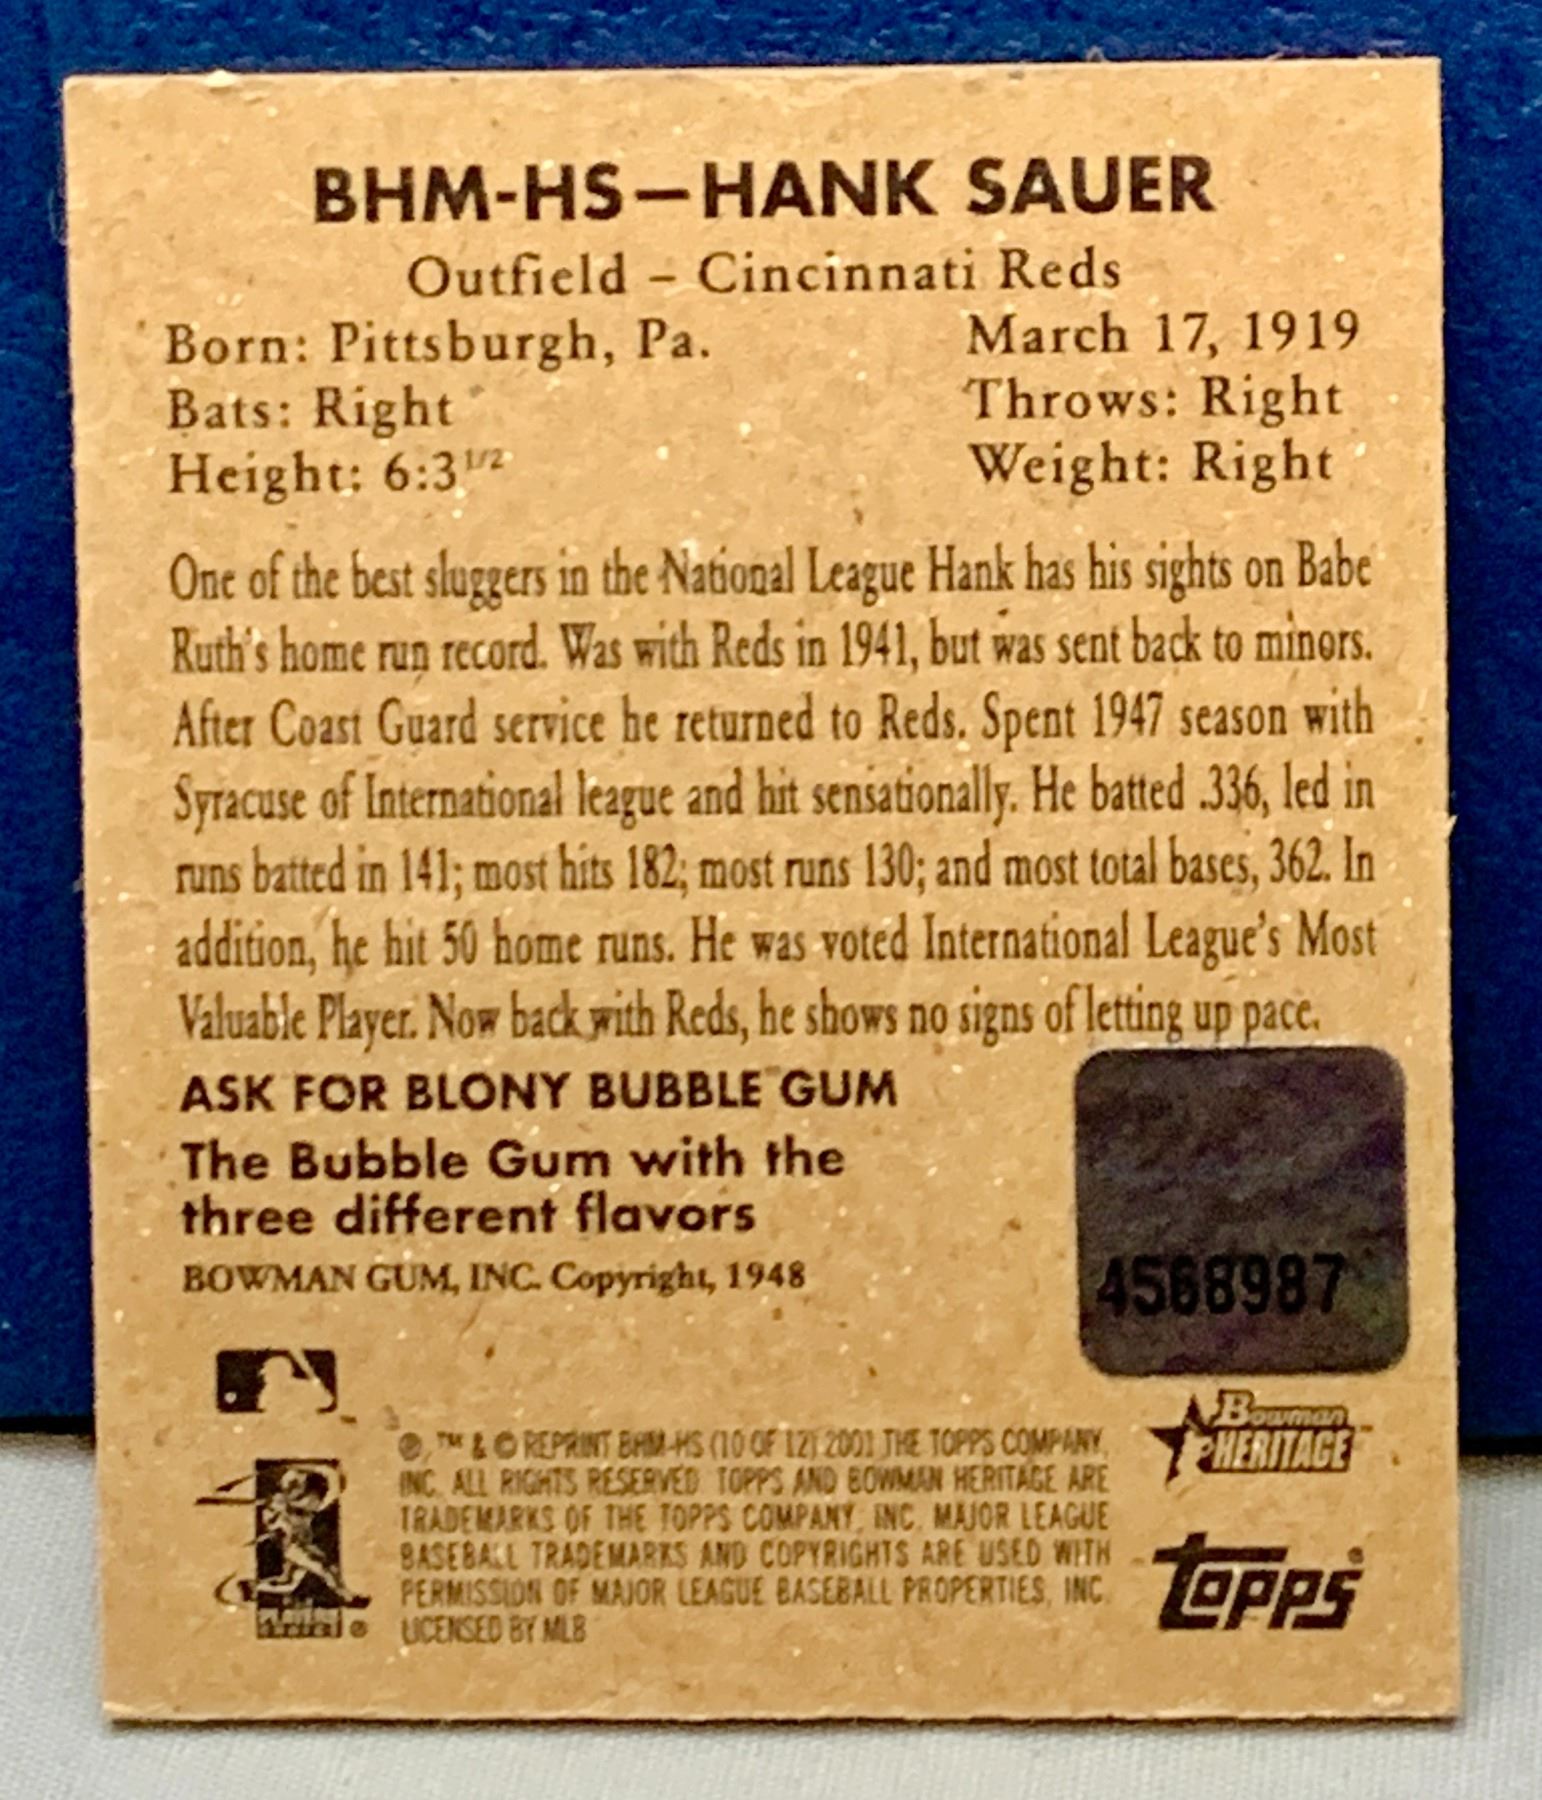 BHM-HS—HANK SAUER
Outfield – Cincinnati Reds
Born: Pittsburgh, Pa. March 17, 1919
Bats: Right Throws: Right
Height: 6:3 1/2 Weight: Right
One of the best sluggers in the National League Hank has his sights on Babe
Ruth's home run record. Was with Reds in 1941, but was sent back to minors.
After Coast Guard service he returned to Reds. Spent 1947 season with
Syracuse of International league and hit sensationally. He batted .336, led in
runs batted in 141; most hits 182; most runs 130; and most total bases, 362. In
addition, he hit 50 home runs. He was voted International League's Most
Valuable Player. Now back with Reds, he shows no signs of letting up pace.
ASK FOR BLONY BUBBLE GUM
The Bubble Gum with the
three different flavors
BOWMAN GUM, INC. Copyright, 1948
4568987
®, ™ & © REPRINT BHM-HS (10 OF 12) 2001 THE TOPPS COMPANY,
INC. ALL RIGHTS RESERVED. TOPPS AND BOWMAN HERITAGE ARE
TRADEMARKS OF THE TOPPS COMPANY, INC. MAJOR LEAGUE
BASEBALL TRADEMARKS AND COPYRIGHTS ARE USED WITH
PERMISSION OF MAJOR LEAGUE BASEBALL PROPERTIES, INC.
LICENSED BY MLB
Bowman
HERITAGE
Topps